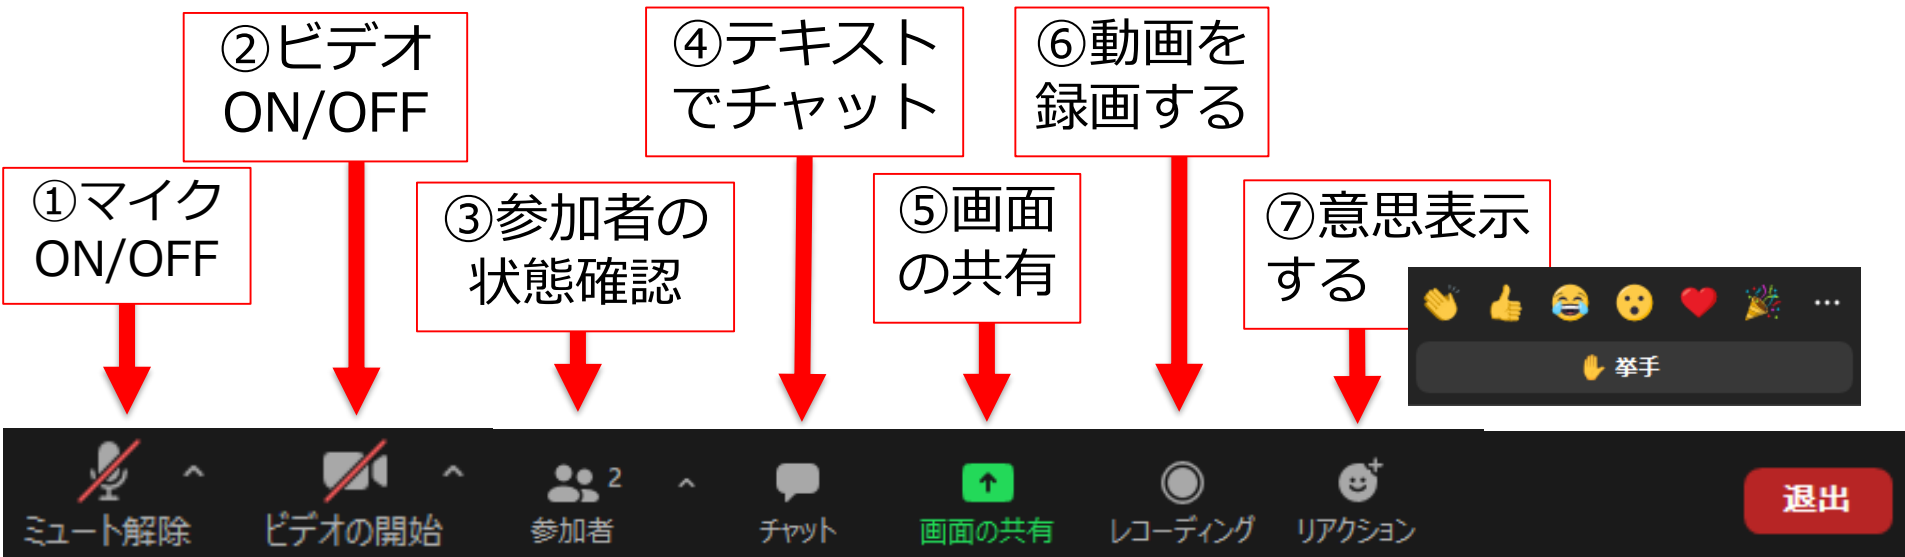 ①マイク
ON/OFF
②ビデオ
ON/OFF
③参加者の
状態確認
④テキスト
でチャット
⑤画面
の共有
⑥動画を
録画する
⑦意思表示
する
挙手
ミュート解除
ビデオの開始
2
参加者
チャット
画面の共有
レコーディング
リアクション
退出